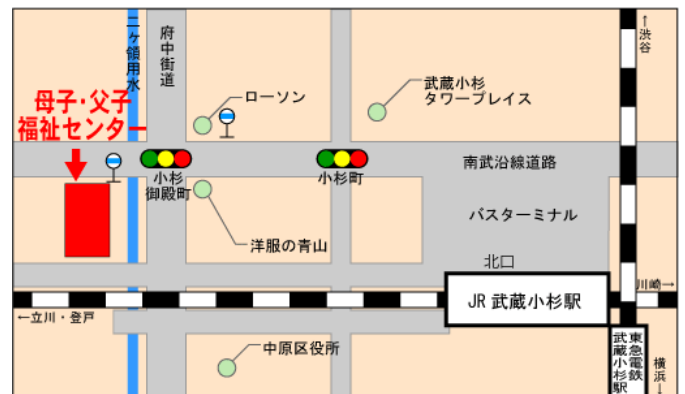 二ヶ領用水
府中街道
↑渋谷
母子・父子
福祉センター
ローソン
武蔵小杉
タワープレイス
小杉
御殿町
小杉町
南武沿線道路
バスターミナル
洋服の青山
北口
JR 武蔵小杉駅
川崎→
←立川・登戸
中原区役所
東急電鉄
武蔵小杉駅
横浜↓